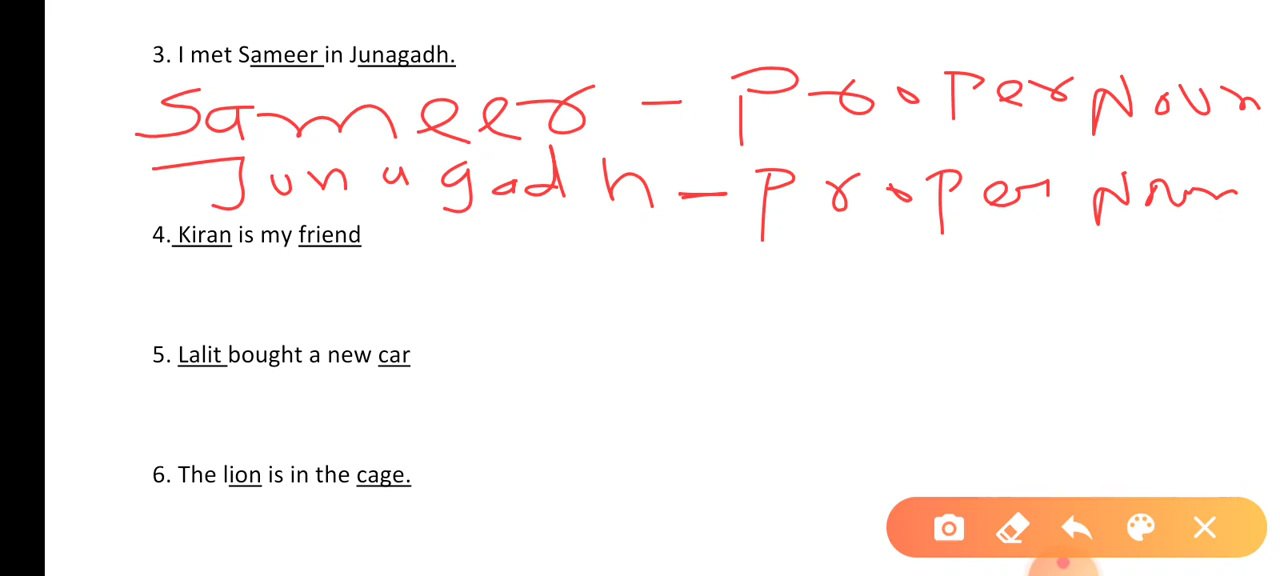 3. I met Sameer in Junagadh.
Sameer - Proper Noun
Junagadh - Proper Noun
4. Kiran is my friend
5. Lalit bought a new car
6. The lion is in the cage.